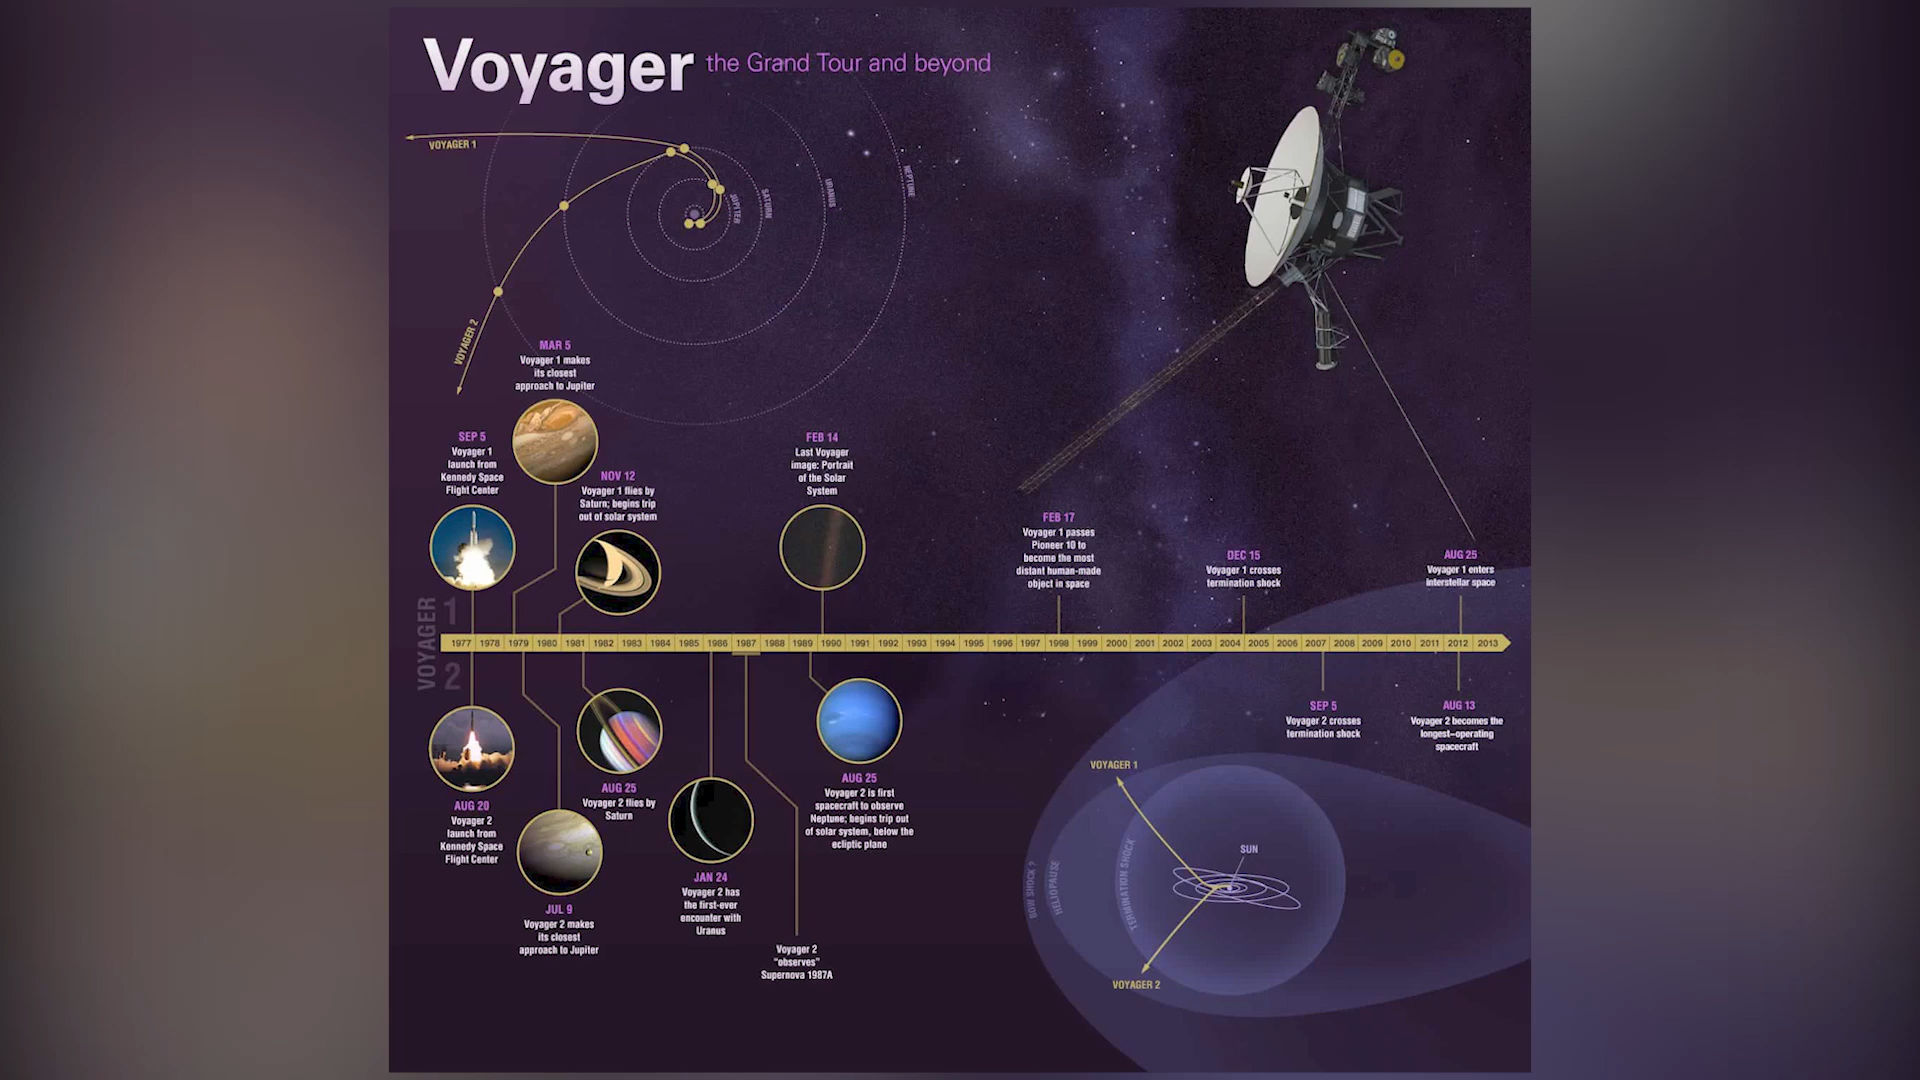 Voyager the Grand Tour and beyond
VOYAGER 1
VOYAGER 2
JUPITER
SATURN
URANUS
NEPTUNE
MAR 5
Voyager 1 makes
its closest
approach to Jupiter
SEP 5
Voyager 1
launch from
Kennedy Space
Flight Center
NOV 12
Voyager 1 flies by
Saturn; begins trip
out of solar system
FEB 14
Last Voyager
image: Portrait
of the Solar
System
FEB 17
Voyager 1 passes
Pioneer 10 to
become the most
distant human-made
object in space
DEC 15
Voyager 1 crosses
termination shock
AUG 25
Voyager 1 enters
interstellar space
VOYAGER 1 2
1977 1978 1979 1980 1981 1982 1983 1984 1985 1986 1987 1988 1989 1990 1991 1992 1993 1994 1995 1996 1997 1998 1999 2000 2001 2002 2003 2004 2005 2006 2007 2008 2009 2010 2011 2012 2013
AUG 20
Voyager 2
launch from
Kennedy Space
Flight Center
JUL 9
Voyager 2 makes
its closest
approach to Jupiter
AUG 25
Voyager 2 flies by
Saturn
JAN 24
Voyager 2 has
the first-ever
encounter with
Uranus
Voyager 2
"observes"
Supernova 1987A
AUG 25
Voyager 2 is first
spacecraft to observe
Neptune; begins trip out
of solar system, below the
ecliptic plane
SEP 5
Voyager 2 crosses
termination shock
AUG 13
Voyager 2 becomes the
longest-operating
spacecraft
VOYAGER 1
SUN
BOW SHOCK ?
HELIOPAUSE
TERMINATION SHOCK
VOYAGER 2